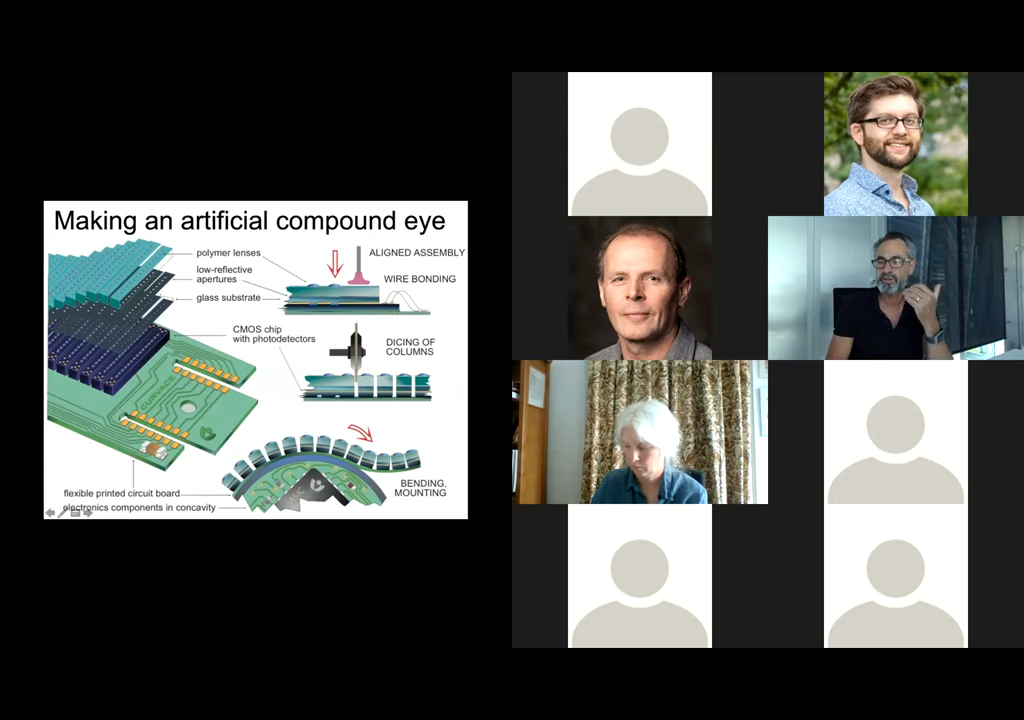 Making an artificial compound eye
polymer lenses
low-reflective
apertures
glass substrate
ALIGNED ASSEMBLY
WIRE BONDING
CMOS chip
with photodetectors
DICING OF
COLUMNS
CURVACE
BENDING,
MOUNTING
flexible printed circuit board
electronics components in concavity